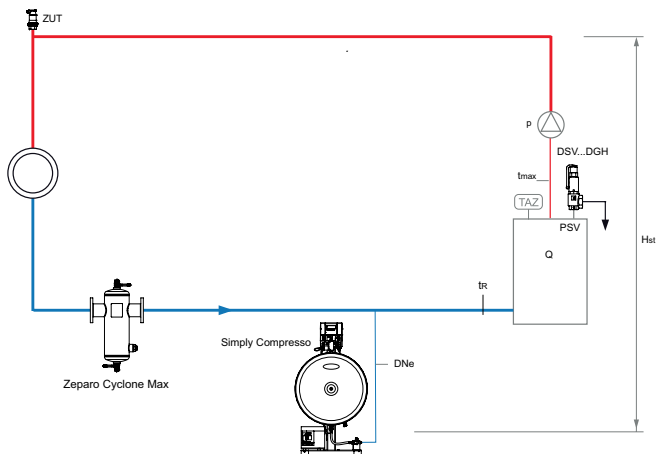 ZUT
p
DSV...DGH
tmax
TAZ
PSV
Q
Hst
tR
Simply Compresso
DNe
Zeparo Cyclone Max